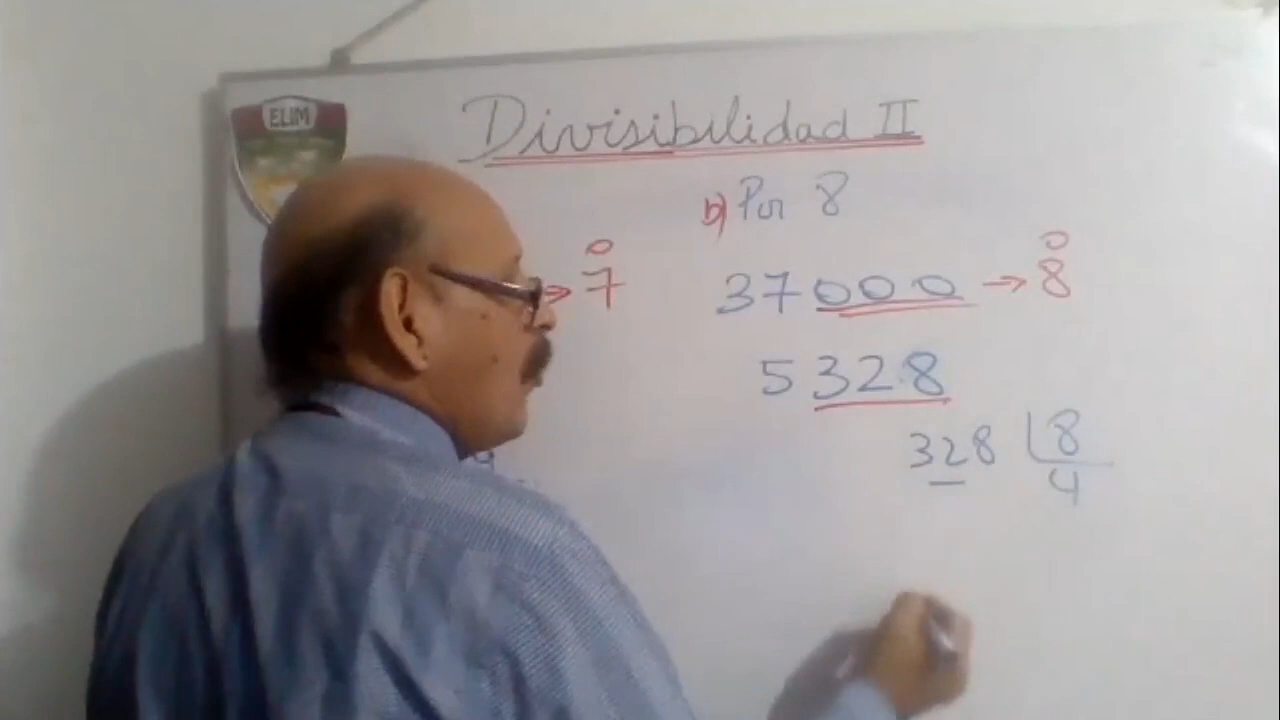 ELIM
Divisibilidad II
b) Por 8
→ 7
37000 → 8
5328
328 8
4